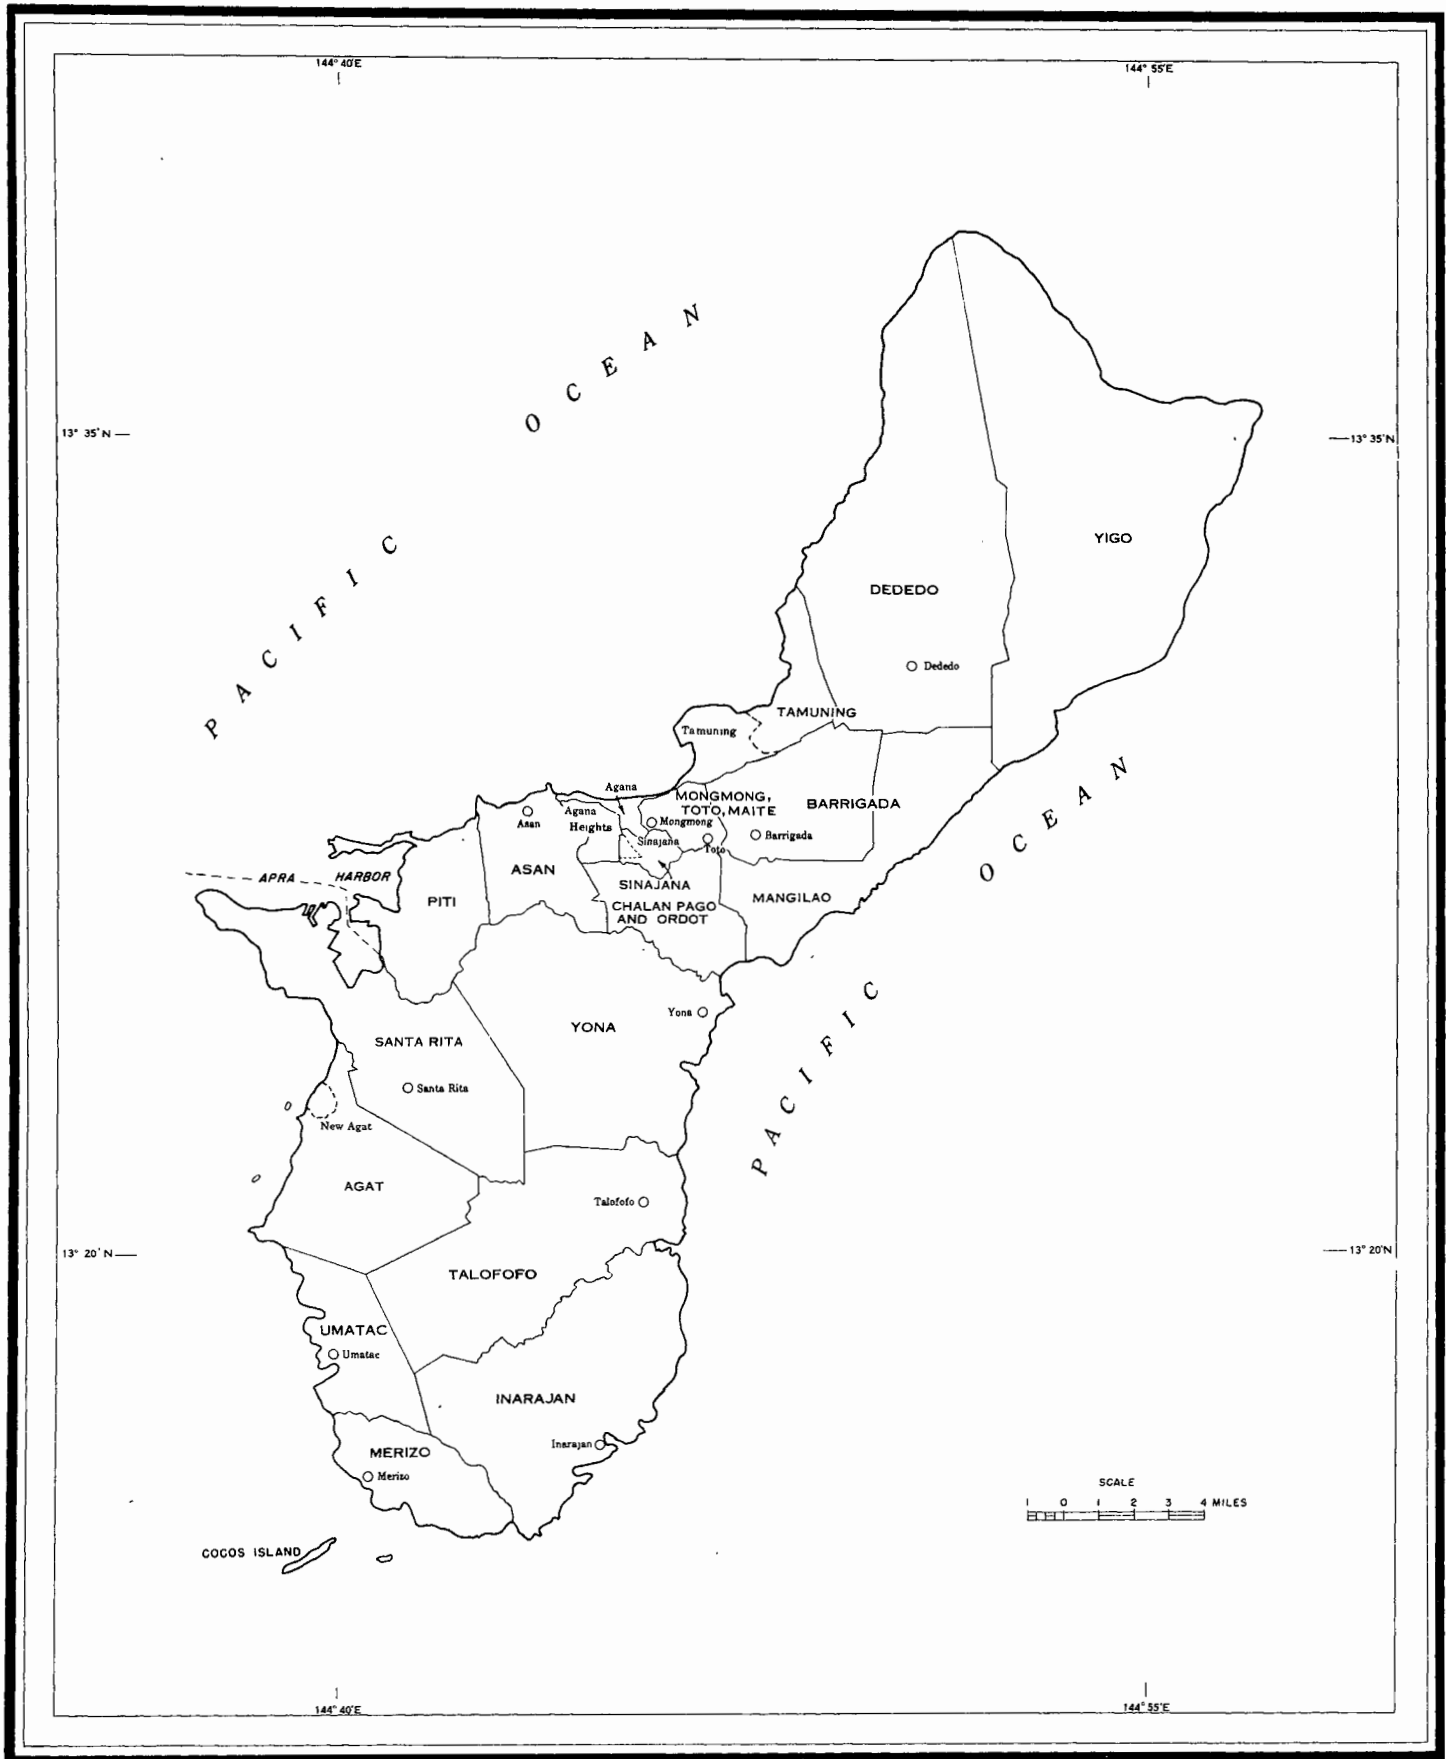 144° 40'E
144° 55'E
PACIFIC OCEAN
13° 35'N
13° 35'N
YIGO
DEDEDO
Dededo
TAMUNING
Tamuning
Agana
MONGMONG,
TOTO, MAITE
BARRIGADA
Agana
Heights
Asan
Mongmong
Barrigada
Sinajana
Toto
ASAN
APRA HARBOR
SINAJANA
PITI
CHALAN PAGO
AND ORDOT
MANGILAO
PACIFIC OCEAN
Yona
YONA
SANTA RITA
Santa Rita
New Agat
AGAT
Talofofo
13° 20'N
13° 20'N
TALOFOFO
UMATAC
Umatac
INARAJAN
Inarajan
MERIZO
Merizo
SCALE
1 0 1 2 3 4 MILES
COCOS ISLAND
144° 40'E
144° 55'E